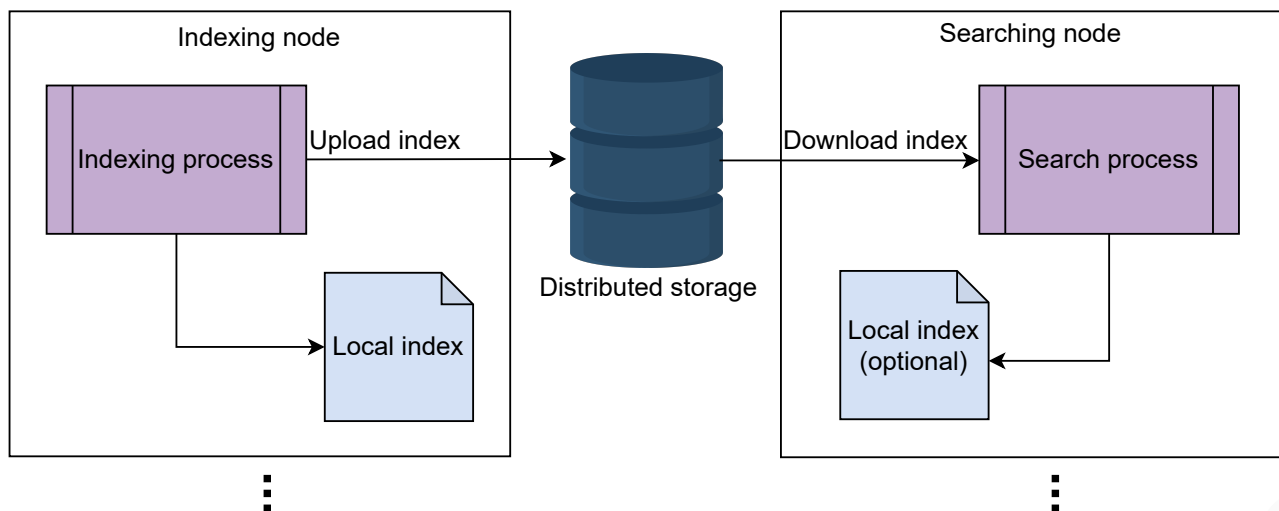 Indexing node
Indexing process
Upload index
Local index
Distributed storage
Searching node
Download index
Search process
Local index
(optional)